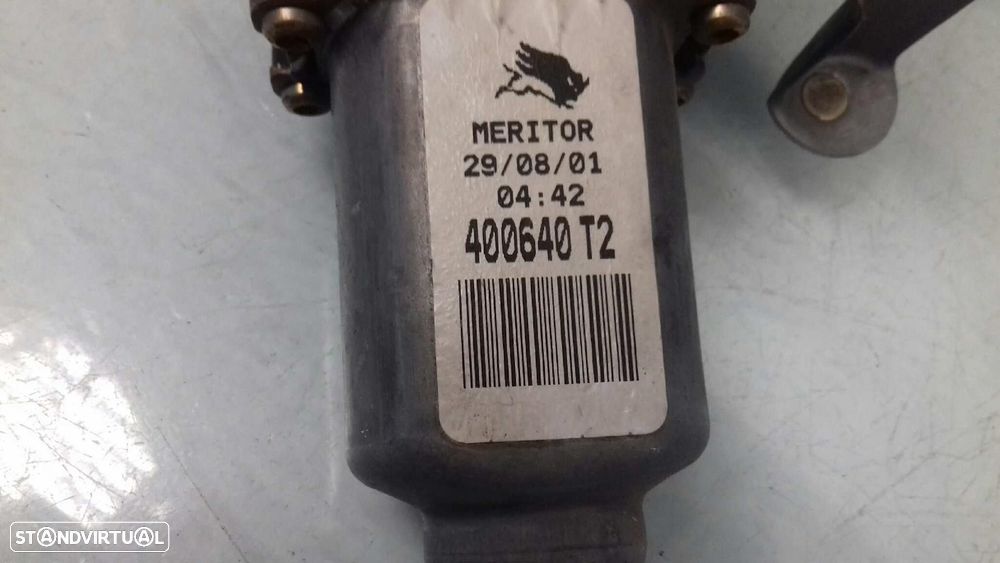 MERITOR
29/08/01
04:42
400640 T2
STANDVIRTUAL